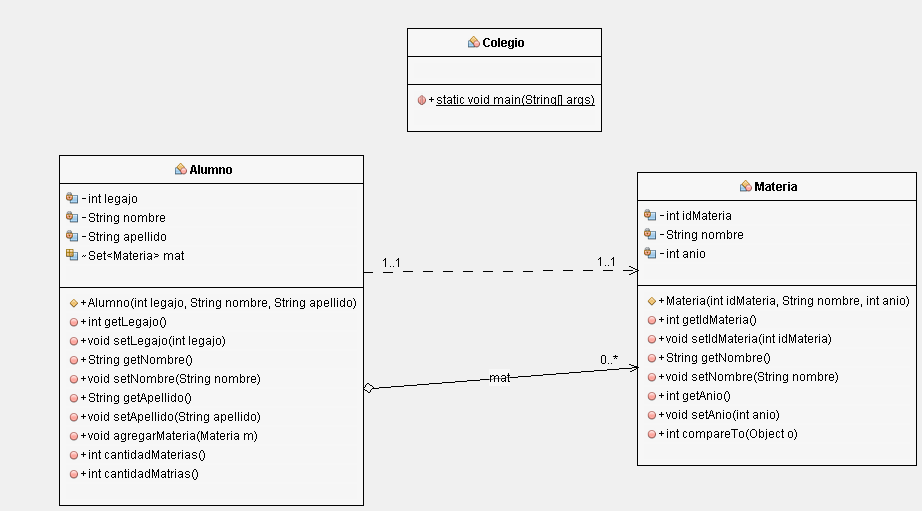 Colegio
+ static void main(String[] args)
Alumno
- int legajo
- String nombre
- String apellido
~ Set<Materia> mat
+ Alumno(int legajo, String nombre, String apellido)
+ int getLegajo()
+ void setLegajo(int legajo)
+ String getNombre()
+ void setNombre(String nombre)
+ String getApellido()
+ void setApellido(String apellido)
+ void agregarMateria(Materia m)
+ int cantidadMaterias()
+ int cantidadMatrias()
1..1
1..1
0..*
mat
Materia
- int idMateria
- String nombre
- int anio
+ Materia(int idMateria, String nombre, int anio)
+ int getIdMateria()
+ void setIdMateria(int idMateria)
+ String getNombre()
+ void setNombre(String nombre)
+ int getAnio()
+ void setAnio(int anio)
+ int compareTo(Object o)